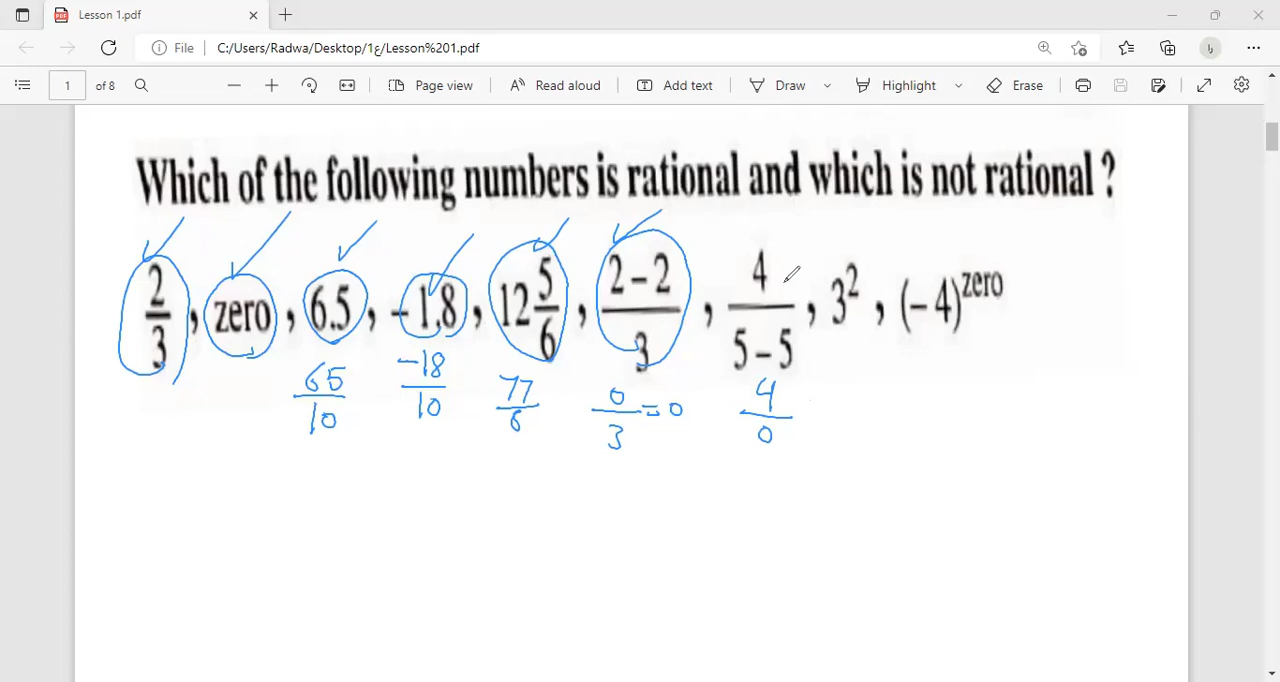 Lesson 1.pdf
File C:/Users/Radwa/Desktop/1ع/Lesson%201.pdf
1 of 8 Page view Read aloud Add text Draw Highlight Erase
Which of the following numbers is rational and which is not rational ?
2/3 , zero , 6.5 , -1.8 , 12 5/6 , (2 – 2)/3 , 4/(5 – 5) , 3² , (– 4)^zero
65/10 -18/10 77/6 0/3 = 0 4/0